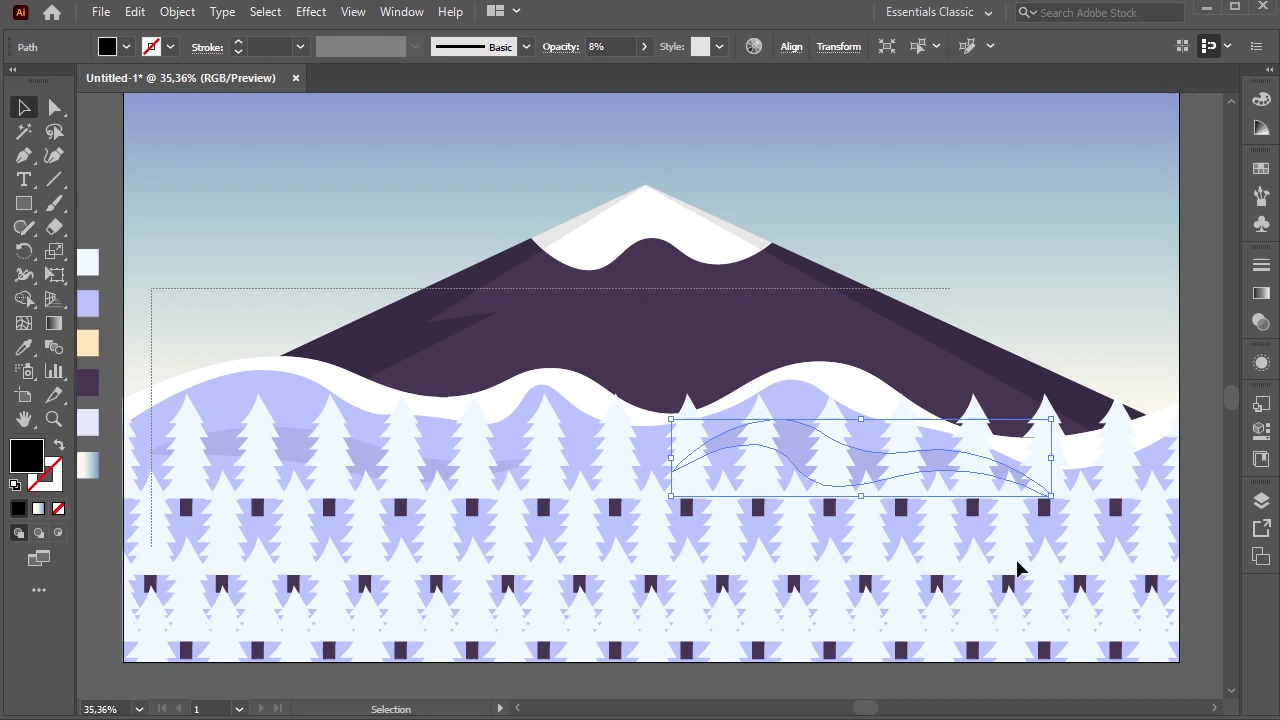 Ai File Edit Object Type Select Effect View Window Help Essentials Classic Search Adobe Stock
Path Stroke: Basic Opacity: 8% Style: Align Transform
Untitled-1* @ 35,36% (RGB/Preview) ×
35,36% 1 Selection